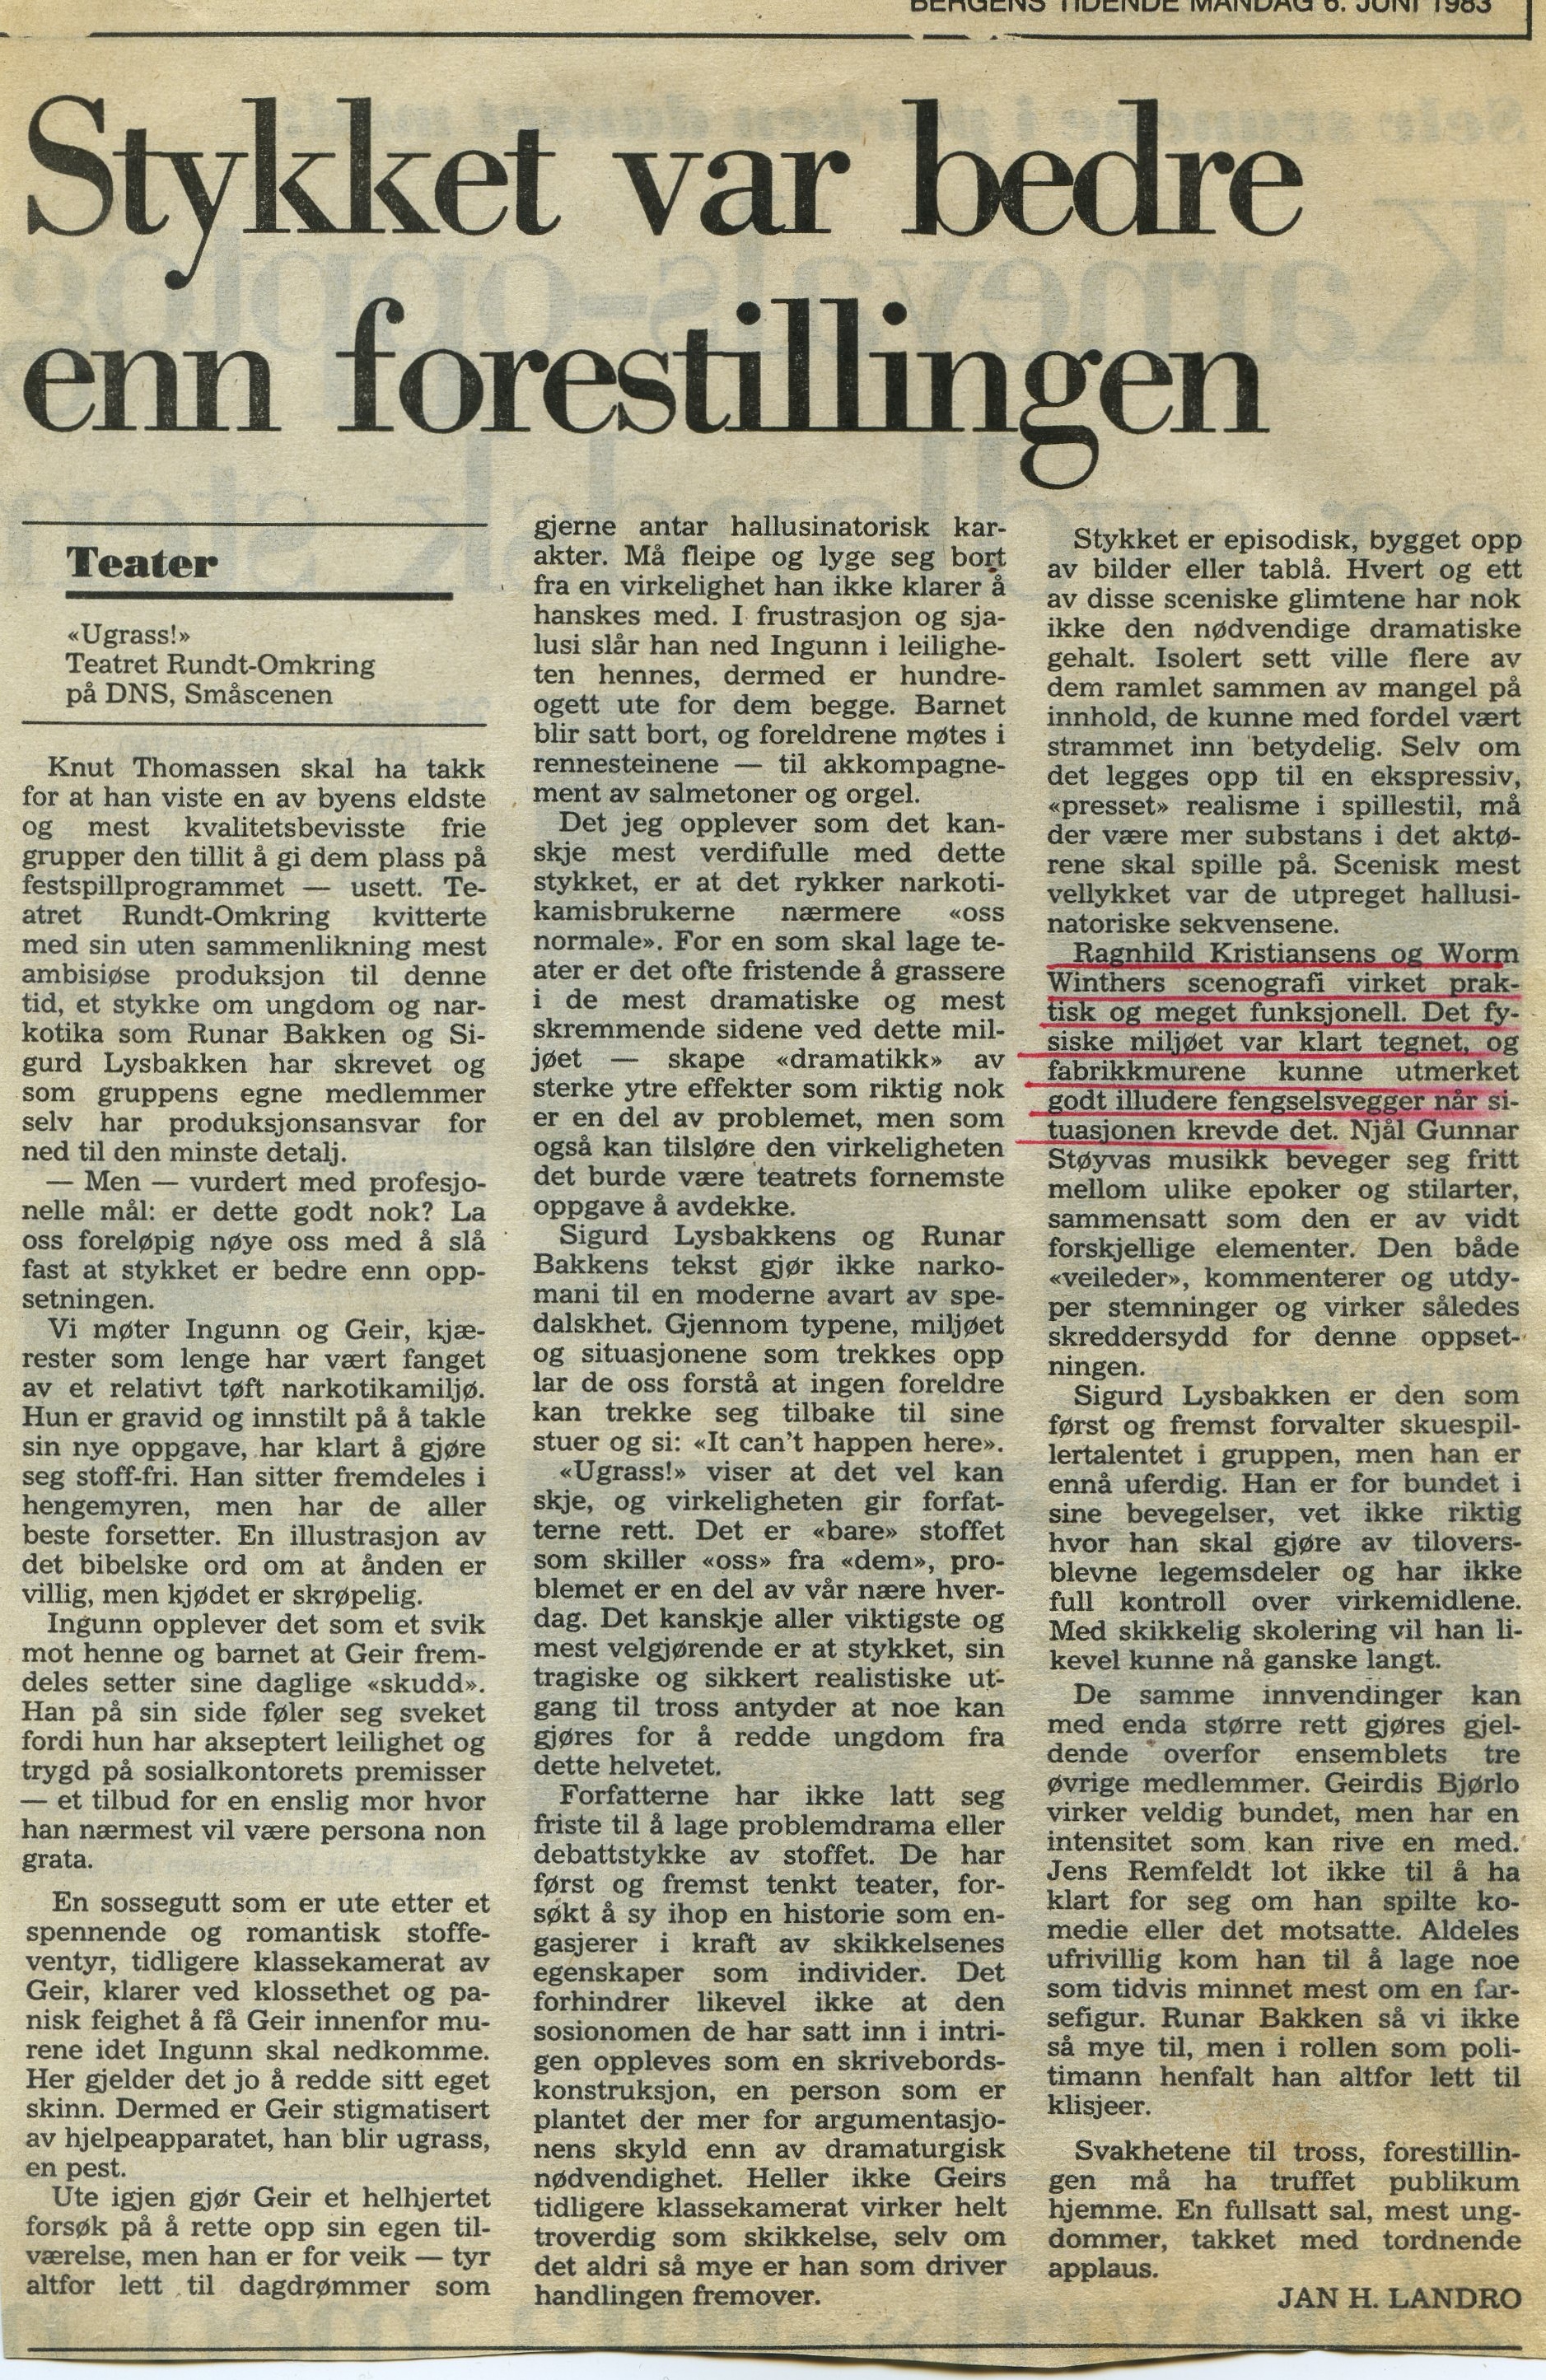 BERGENS TIDENDE MANDAG 6. JUNI 1983
Stykket var bedre
enn forestillingen
Teater
«Ugrass!»
Teatret Rundt-Omkring
på DNS, Småscenen
Knut Thomassen skal ha takk
for at han viste en av byens eldste
og mest kvalitetsbevisste frie
grupper den tillit å gi dem plass på
festspillprogrammet — usett. Te-
atret Rundt-Omkring kvitterte
med sin uten sammenlikning mest
ambisiøse produksjon til denne
tid, et stykke om ungdom og nar-
kotika som Runar Bakken og Si-
gurd Lysbakken har skrevet og
som gruppens egne medlemmer
selv har produksjonsansvar for
ned til den minste detalj.
— Men — vurdert med profesjo-
nelle mål: er dette godt nok? La
oss foreløpig nøye oss med å slå
fast at stykket er bedre enn opp-
setningen.
Vi møter Ingunn og Geir, kjæ-
rester som lenge har vært fanget
av et relativt tøft narkotikamiljø.
Hun er gravid og innstilt på å takle
sin nye oppgave, har klart å gjøre
seg stoff-fri. Han sitter fremdeles i
hengemyren, men har de aller
beste forsetter. En illustrasjon av
det bibelske ord om at ånden er
villig, men kjødet er skrøpelig.
Ingunn opplever det som et svik
mot henne og barnet at Geir frem-
deles setter sine daglige «skudd».
Han på sin side føler seg sveket
fordi hun har akseptert leilighet og
trygd på sosialkontorets premisser
— et tilbud for en enslig mor hvor
han nærmest vil være persona non
grata.
En sossegutt som er ute etter et
spennende og romantisk stoffe-
ventyr, tidligere klassekamerat av
Geir, klarer ved klossethet og pa-
nisk feighet å få Geir innenfor mu-
rene idet Ingunn skal nedkomme.
Her gjelder det jo å redde sitt eget
skinn. Dermed er Geir stigmatisert
av hjelpeapparatet, han blir ugrass,
en pest.
Ute igjen gjør Geir et helhjertet
forsøk på å rette opp sin egen til-
værelse, men han er for veik — tyr
altfor lett til dagdrømmer som
gjerne antar hallusinatorisk kar-
akter. Må fleipe og lyge seg bort
fra en virkelighet han ikke klarer å
hanskes med. I frustrasjon og sja-
lusi slår han ned Ingunn i leilighe-
ten hennes, dermed er hundre-
ogett ute for dem begge. Barnet
blir satt bort, og foreldrene møtes i
rennesteinene — til akkompagne-
ment av salmetoner og orgel.
Det jeg opplever som det kan-
skje mest verdifulle med dette
stykket, er at det rykker narkoti-
kamisbrukerne nærmere «oss
normale». For en som skal lage te-
ater er det ofte fristende å grassere
i de mest dramatiske og mest
skremmende sidene ved dette mil-
jøet — skape «dramatikk» av
sterke ytre effekter som riktig nok
er en del av problemet, men som
også kan tilsløre den virkeligheten
det burde være teatrets fornemste
oppgave å avdekke.
Sigurd Lysbakkens og Runar
Bakkens tekst gjør ikke narko-
mani til en moderne avart av spe-
dalskhet. Gjennom typene, miljøet
og situasjonene som trekkes opp
lar de oss forstå at ingen foreldre
kan trekke seg tilbake til sine
stuer og si: «It can't happen here».
«Ugrass!» viser at det vel kan
skje, og virkeligheten gir forfat-
terne rett. Det er «bare» stoffet
som skiller «oss» fra «dem», pro-
blemet er en del av vår nære hver-
dag. Det kanskje aller viktigste og
mest velgjørende er at stykket, sin
tragiske og sikkert realistiske ut-
gang til tross antyder at noe kan
gjøres for å redde ungdom fra
dette helvetet.
Forfatterne har ikke latt seg
friste til å lage problemdrama eller
debattstykke av stoffet. De har
først og fremst tenkt teater, for-
søkt å sy ihop en historie som en-
gasjerer i kraft av skikkelsenes
egenskaper som individer. Det
forhindrer likevel ikke at den
sosionomen de har satt inn i intri-
gen oppleves som en skrivebords-
konstruksjon, en person som er
plantet der mer for argumentasjo-
nens skyld enn av dramaturgisk
nødvendighet. Heller ikke Geirs
tidligere klassekamerat virker helt
troverdig som skikkelse, selv om
det aldri så mye er han som driver
handlingen fremover.
Stykket er episodisk, bygget opp
av bilder eller tablå. Hvert og ett
av disse sceniske glimtene har nok
ikke den nødvendige dramatiske
gehalt. Isolert sett ville flere av
dem ramlet sammen av mangel på
innhold, de kunne med fordel vært
strammet inn betydelig. Selv om
det legges opp til en ekspressiv,
«presset» realisme i spillestil, må
der være mer substans i det aktø-
rene skal spille på. Scenisk mest
vellykket var de utpreget hallusi-
natoriske sekvensene.
Ragnhild Kristiansens og Worm
Winthers scenografi virket prak-
tisk og meget funksjonell. Det fy-
siske miljøet var klart tegnet, og
fabrikkmurene kunne utmerket
godt illudere fengselsvegger når si-
tuasjonen krevde det. Njål Gunnar
Støyvas musikk beveger seg fritt
mellom ulike epoker og stilarter,
sammensatt som den er av vidt
forskjellige elementer. Den både
«veileder», kommenterer og utdy-
per stemninger og virker således
skreddersydd for denne oppset-
ningen.
Sigurd Lysbakken er den som
først og fremst forvalter skuespil-
lertalentet i gruppen, men han er
ennå uferdig. Han er for bundet i
sine bevegelser, vet ikke riktig
hvor han skal gjøre av tilovers-
blevne legemsdeler og har ikke
full kontroll over virkemidlene.
Med skikkelig skolering vil han li-
kevel kunne nå ganske langt.
De samme innvendinger kan
med enda større rett gjøres gjel-
dende overfor ensemblets tre
øvrige medlemmer. Geirdis Bjørlo
virker veldig bundet, men har en
intensitet som kan rive en med.
Jens Remfeldt lot ikke til å ha
klart for seg om han spilte ko-
medie eller det motsatte. Aldeles
ufrivillig kom han til å lage noe
som tidvis minnet mest om en far-
sefigur. Runar Bakken så vi ikke
så mye til, men i rollen som poli-
timann henfalt han altfor lett til
klisjeer.
Svakhetene til tross, forestillin-
gen må ha truffet publikum
hjemme. En fullsatt sal, mest ung-
dommer, takket med tordnende
applaus.
JAN H. LANDRO